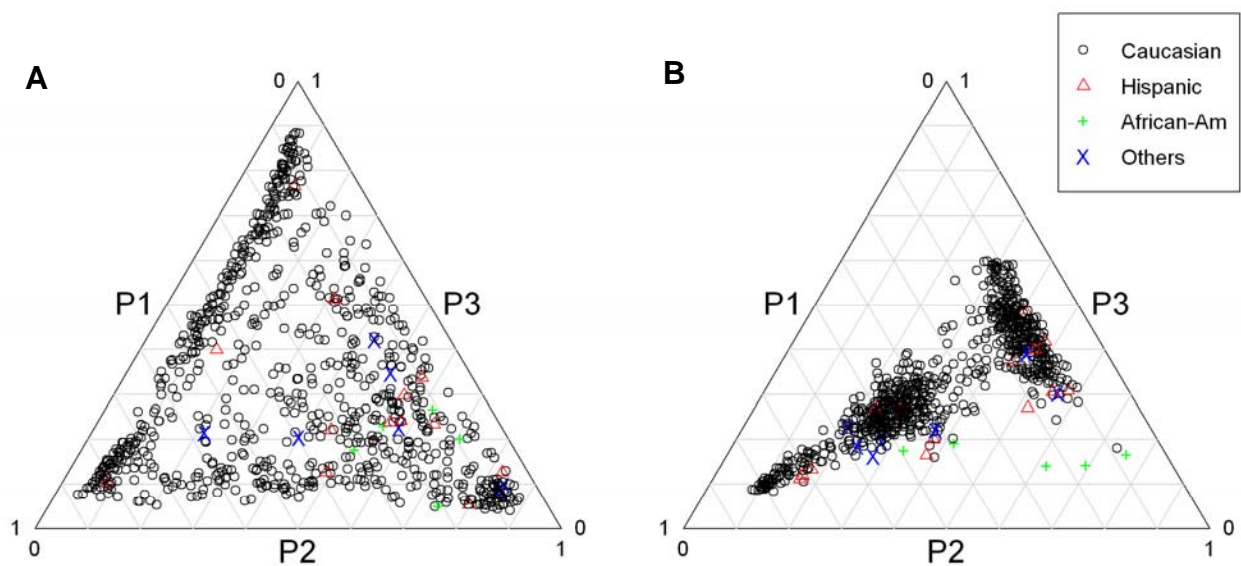 A
0 1
P1
P3
1
0
0
P2
1
B
0 1
P1
P3
1
0
0
P2
1
Caucasian
Hispanic
African-Am
Others